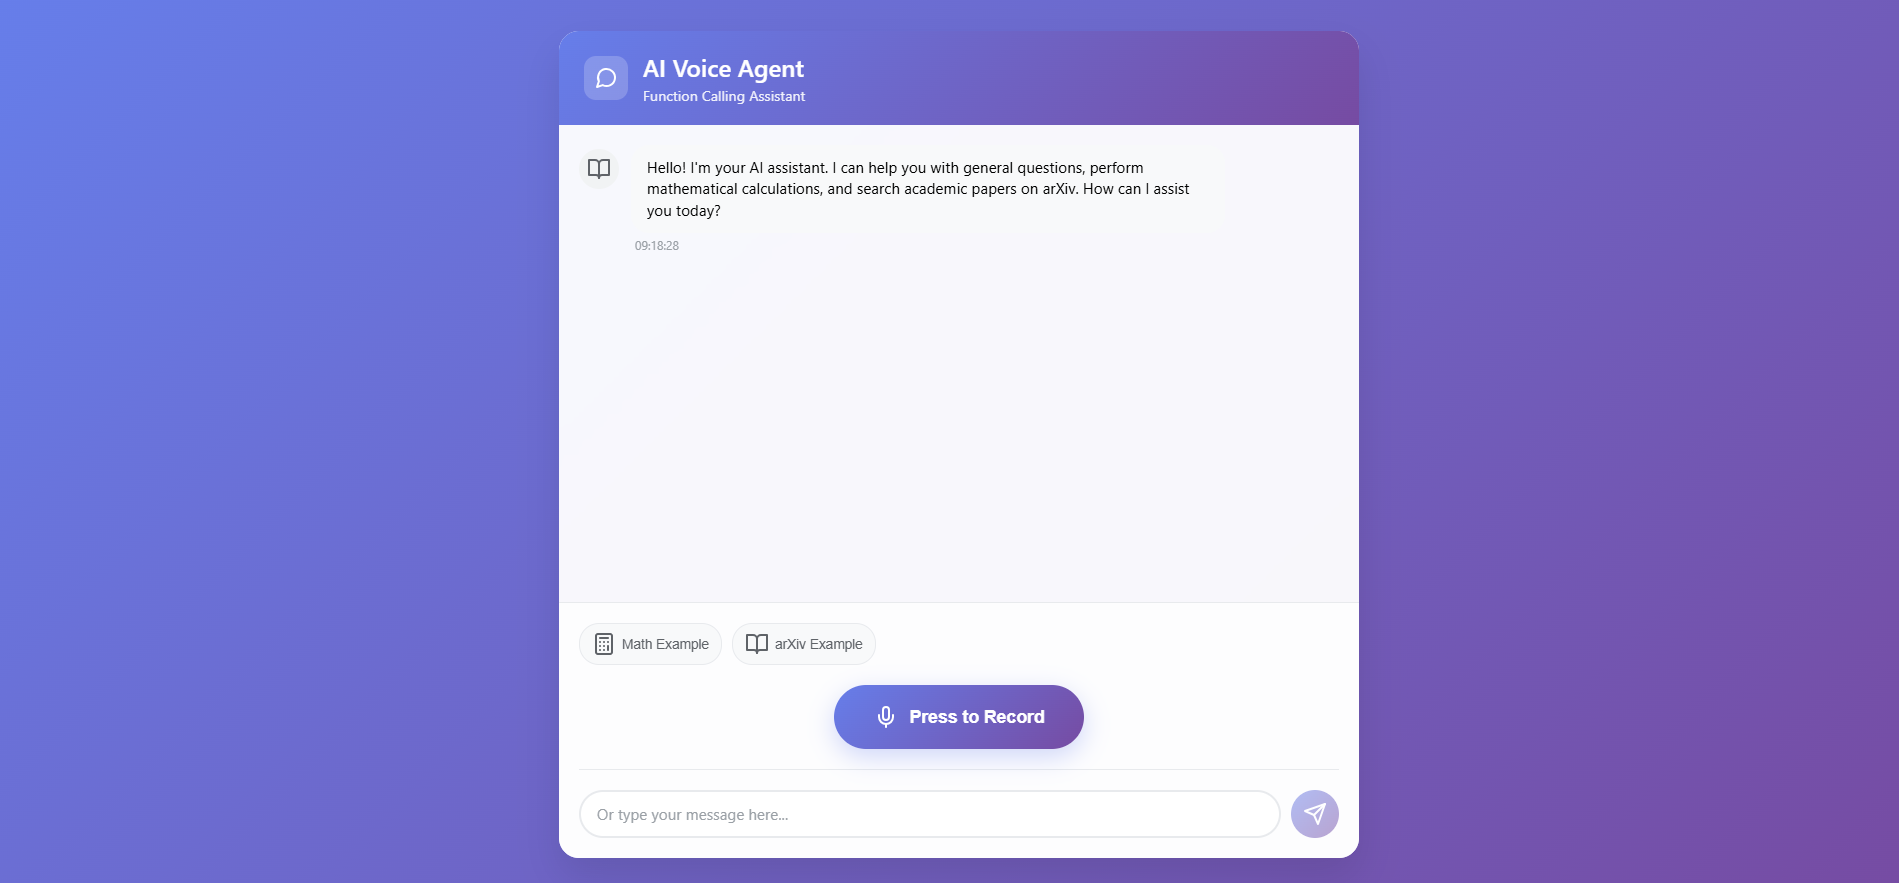 AI Voice Agent
Function Calling Assistant
Hello! I'm your AI assistant. I can help you with general questions, perform
mathematical calculations, and search academic papers on arXiv. How can I assist
you today?
09:18:28
Math Example
arXiv Example
Press to Record
Or type your message here...